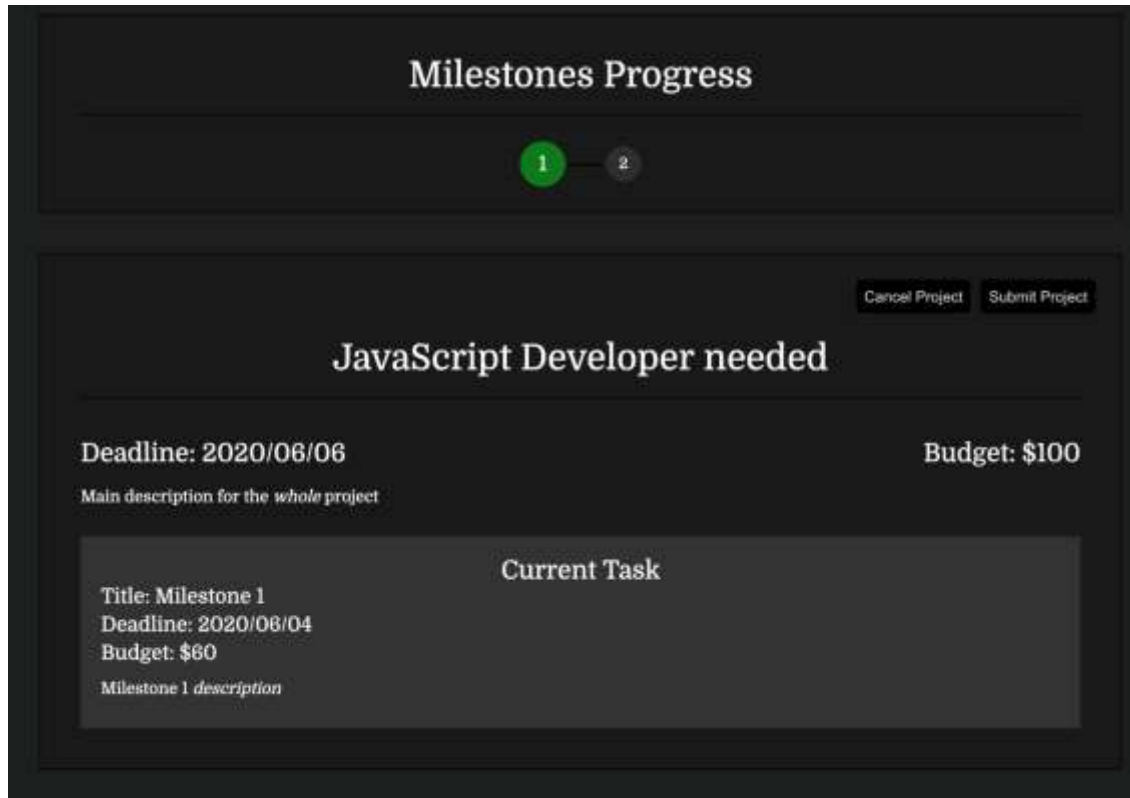 Milestones Progress
1 2
Cancel Project Submit Project
JavaScript Developer needed
Deadline: 2020/06/06 Budget: $100
Main description for the whole project
Current Task
Title: Milestone 1
Deadline: 2020/06/04
Budget: $60
Milestone 1 description